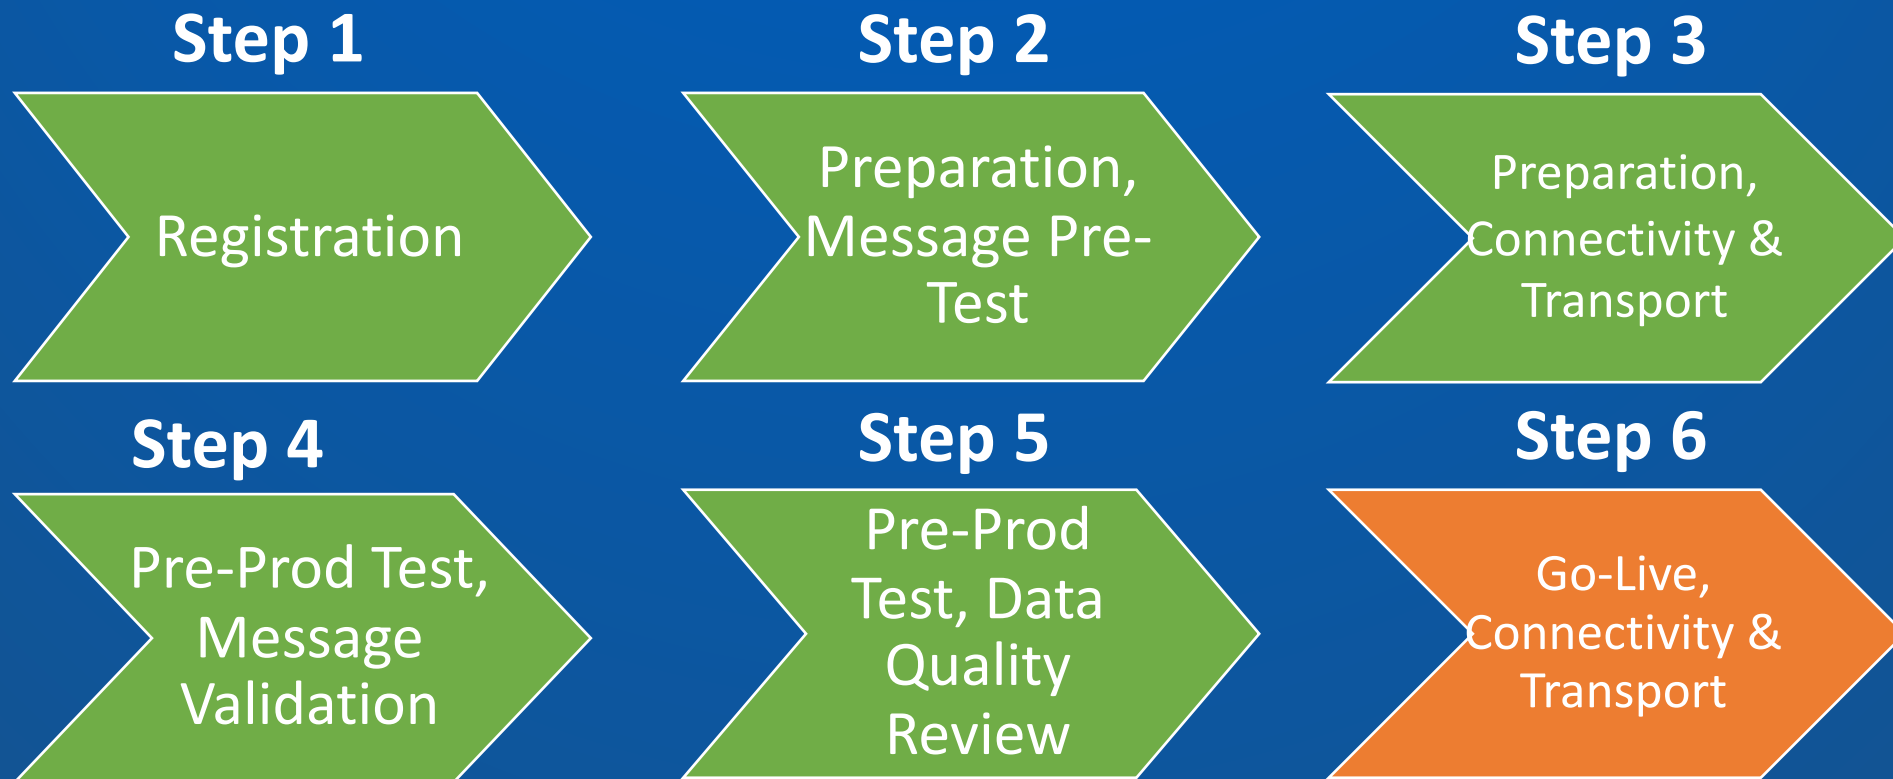 Step 1
Registration
Step 2
Preparation,
Message Pre-
Test
Step 3
Preparation,
Connectivity &
Transport
Step 4
Pre-Prod Test,
Message
Validation
Step 5
Pre-Prod
Test, Data
Quality
Review
Step 6
Go-Live,
Connectivity &
Transport